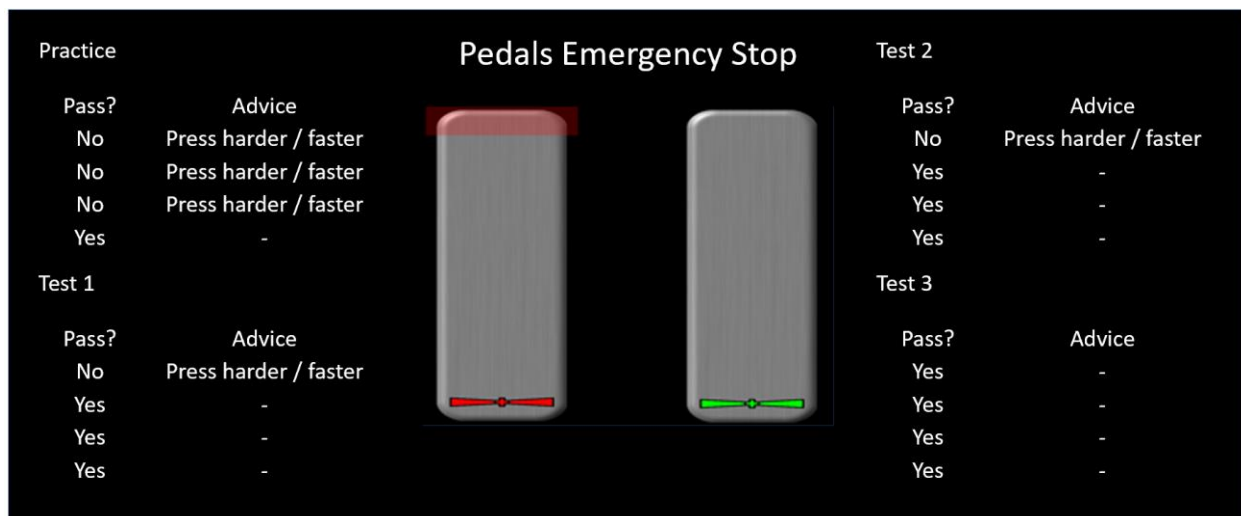 Pedals Emergency Stop
Practice
Pass? Advice
No Press harder / faster
No Press harder / faster
No Press harder / faster
Yes -
Test 1
Pass? Advice
No Press harder / faster
Yes -
Yes -
Yes -
Test 2
Pass? Advice
No Press harder / faster
Yes -
Yes -
Yes -
Test 3
Pass? Advice
Yes -
Yes -
Yes -
Yes -